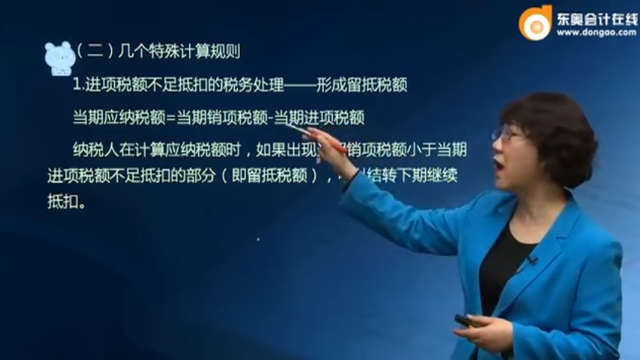 东奥会计在线
www.dongao.com
（二）几个特殊计算规则
1.进项税额不足抵扣的税务处理——形成留抵税额
当期应纳税额=当期销项税额-当期进项税额
纳税人在计算应纳税额时，如果出现 销项税额小于当期
进项税额不足抵扣的部分（即留抵税额）， 结转下期继续
抵扣。